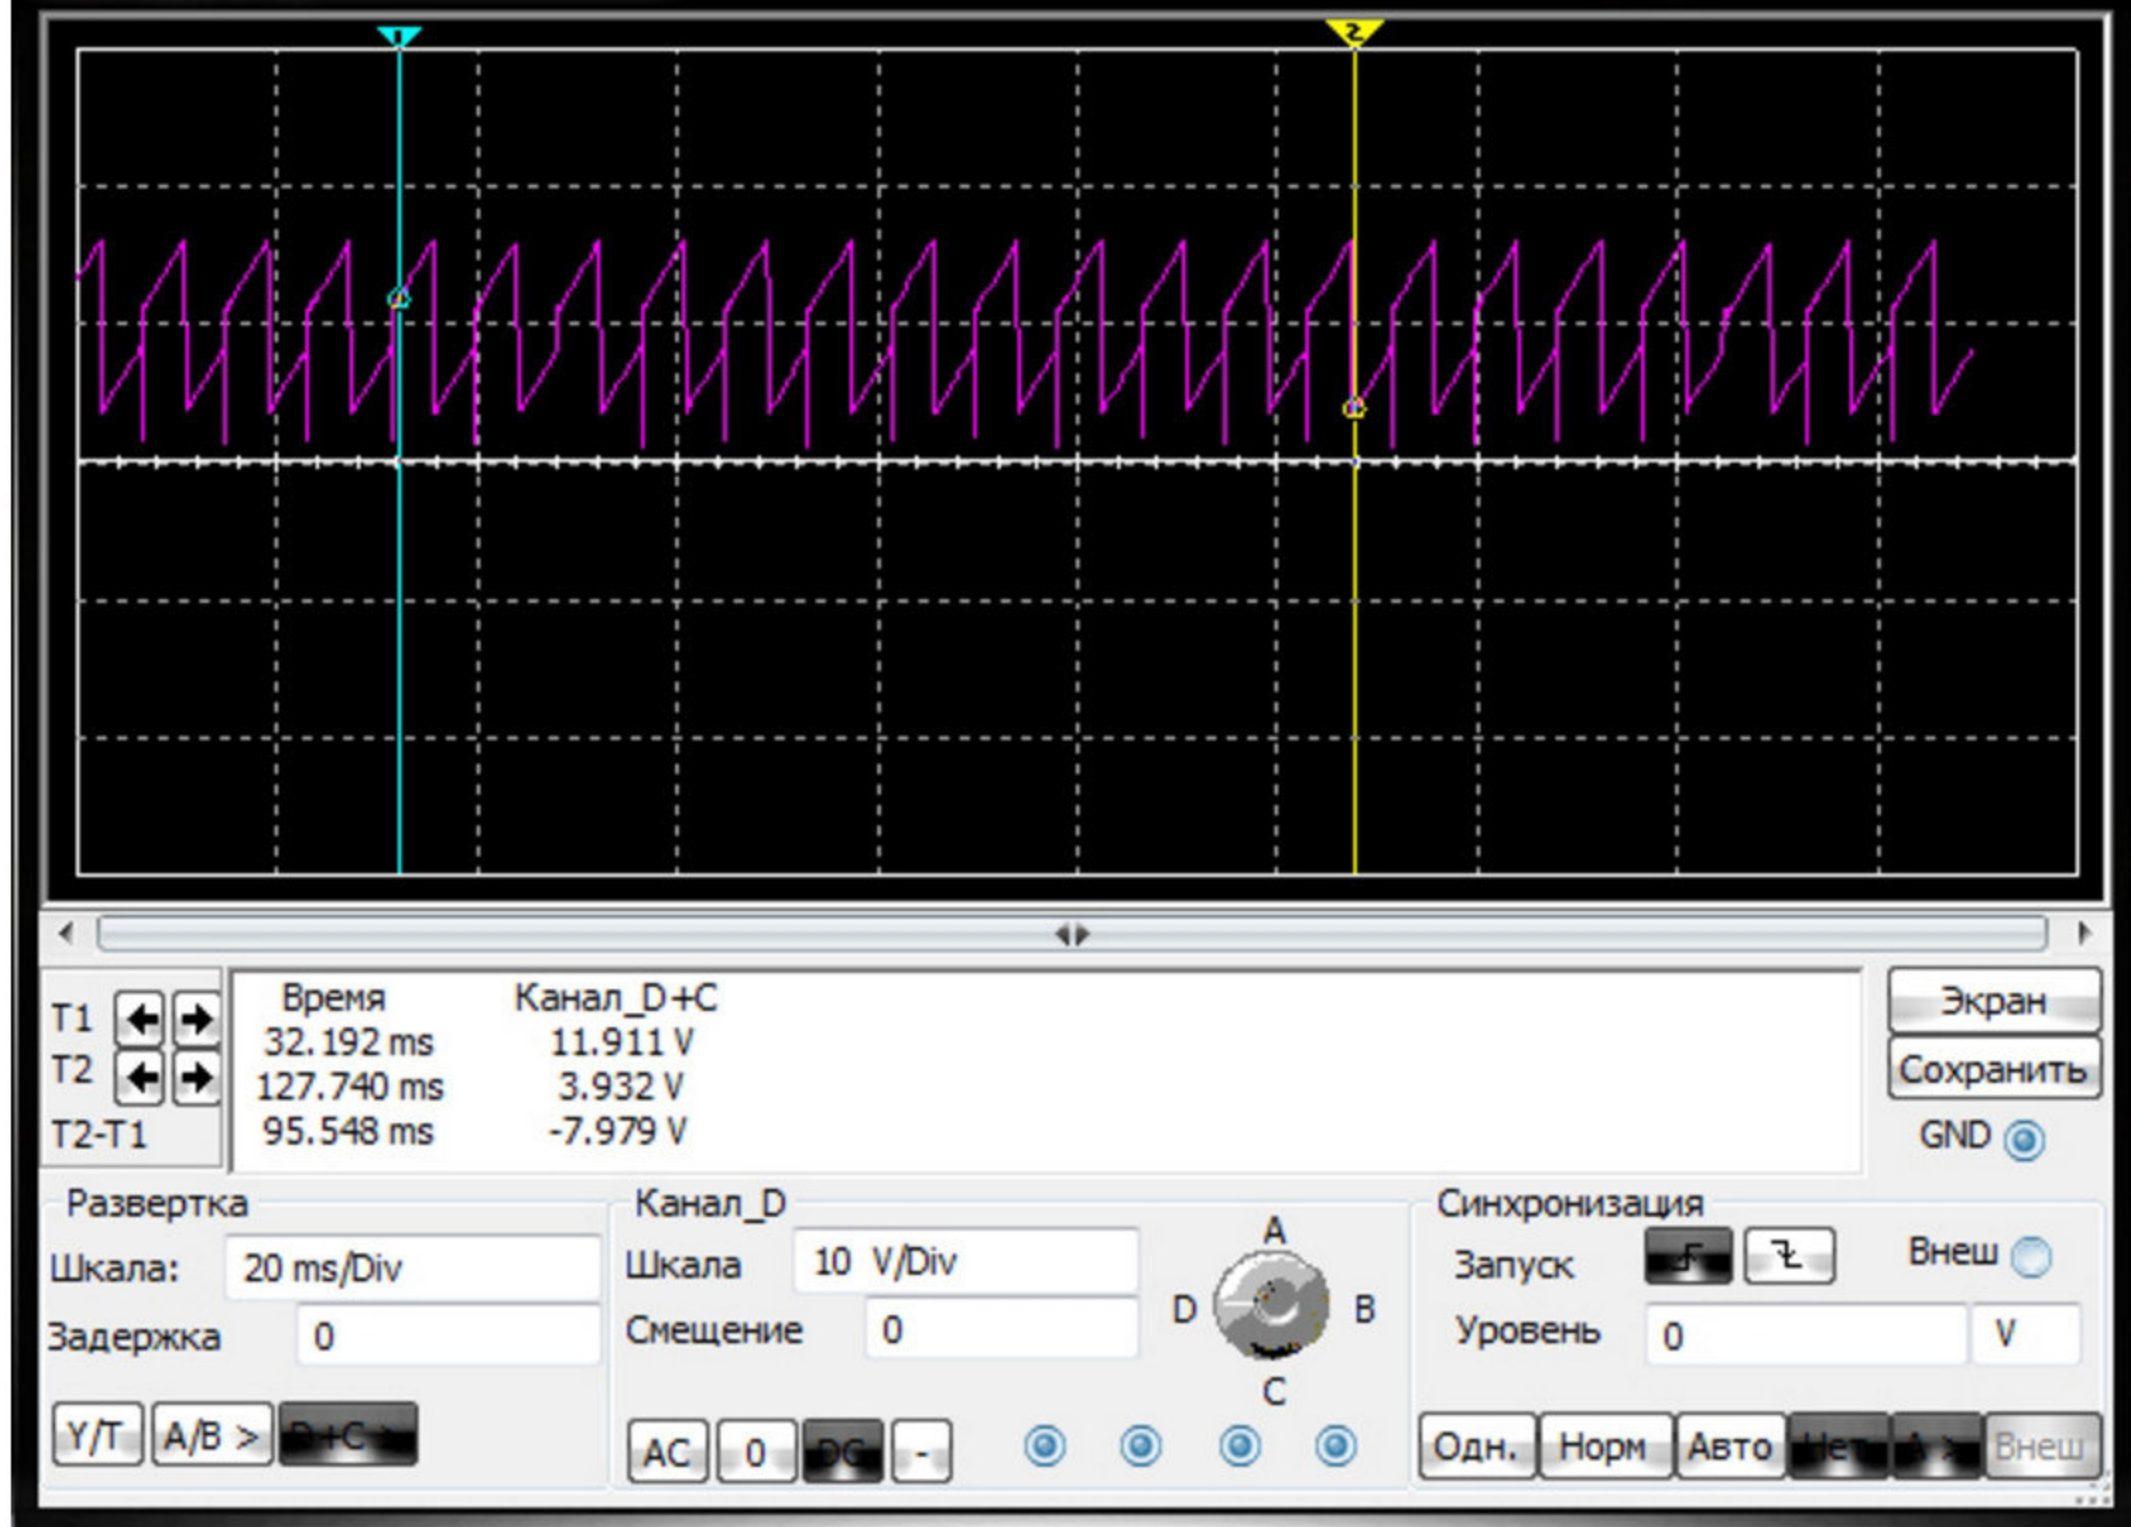 1 2
Время Канал_D+C
T1 32.192 ms 11.911 V
T2 127.740 ms 3.932 V
T2-T1 95.548 ms -7.979 V
Экран
Сохранить
GND
Развертка
Шкала: 20 ms/Div
Задержка 0
Y/T A/B > D+C >
Канал_D
Шкала 10 V/Div
Смещение 0
AC 0 DC -
A
D B
C
Синхронизация
Запуск Внеш
Уровень 0 V
Одн. Норм Авто Нет A > Внеш